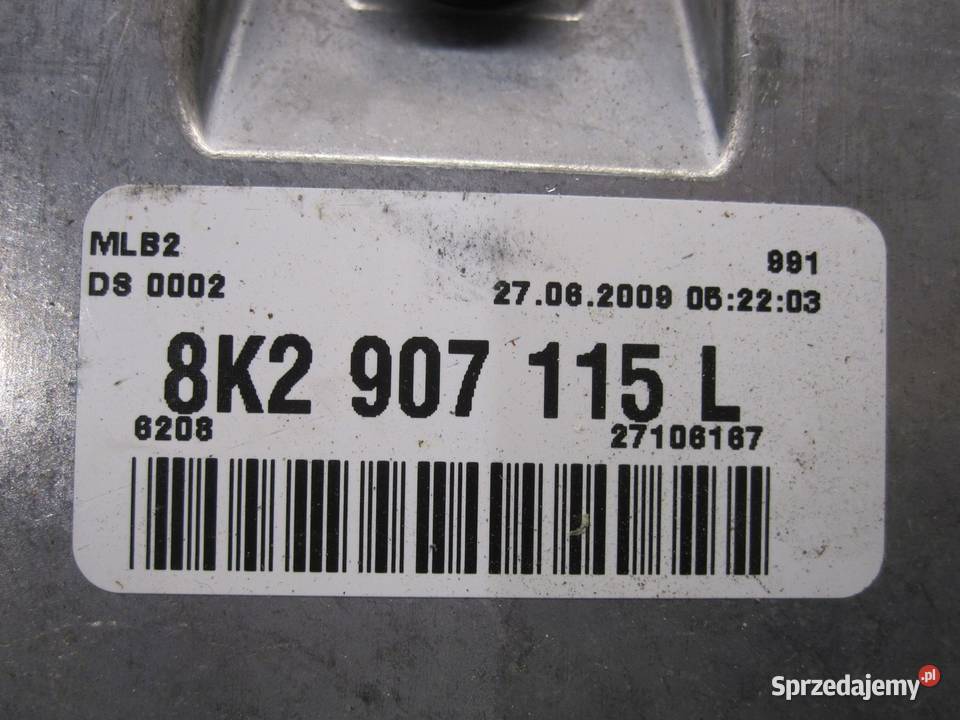 MLB2
991
DS 0002
27.06.2009 05:22:03
8K2 907 115 L
6208
27106167
Sprzedajemy.pl